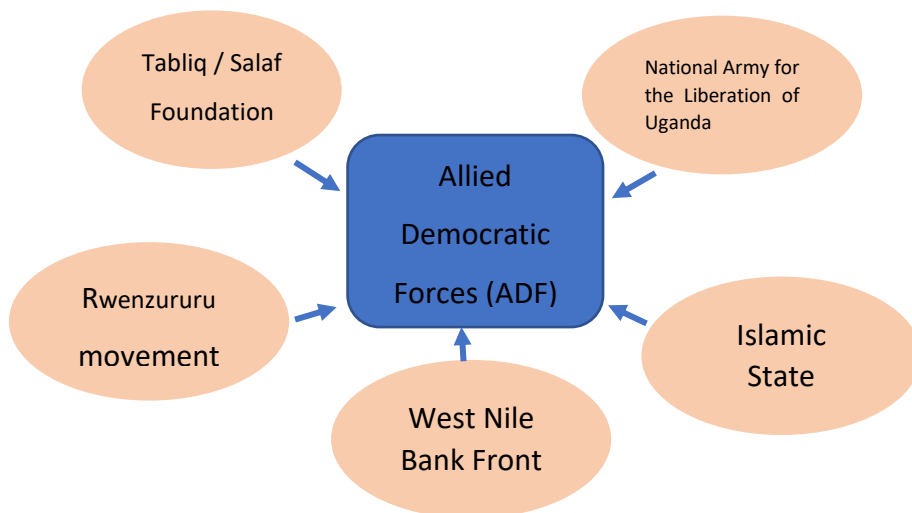 Tabliq / Salaf
Foundation
National Army for
the Liberation of
Uganda
Allied
Democratic
Forces (ADF)
Rwenzururu
movement
Islamic
State
West Nile
Bank Front